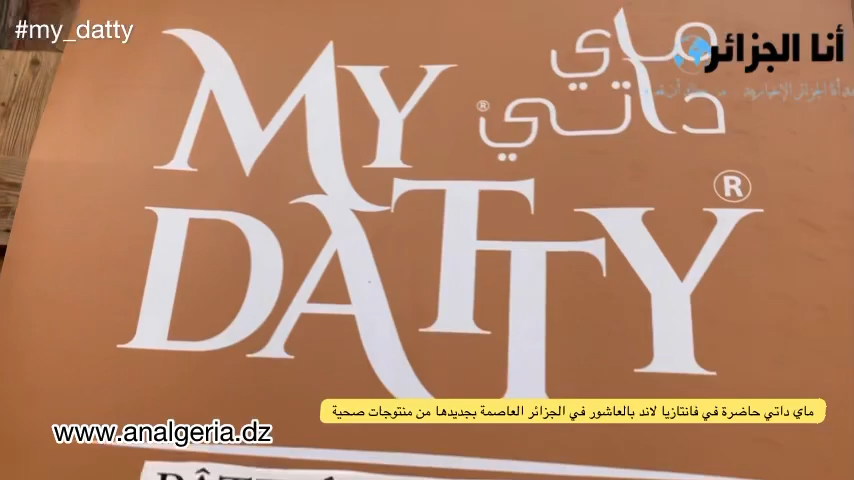 #my_datty
أنا الجزائر
MY
ماي
داتي
®
DATTY
®
ماي داتي حاضرة في فانتازيا لاند بالعاشور في الجزائر العاصمة بجديدها من منتوجات صحية
www.analgeria.dz